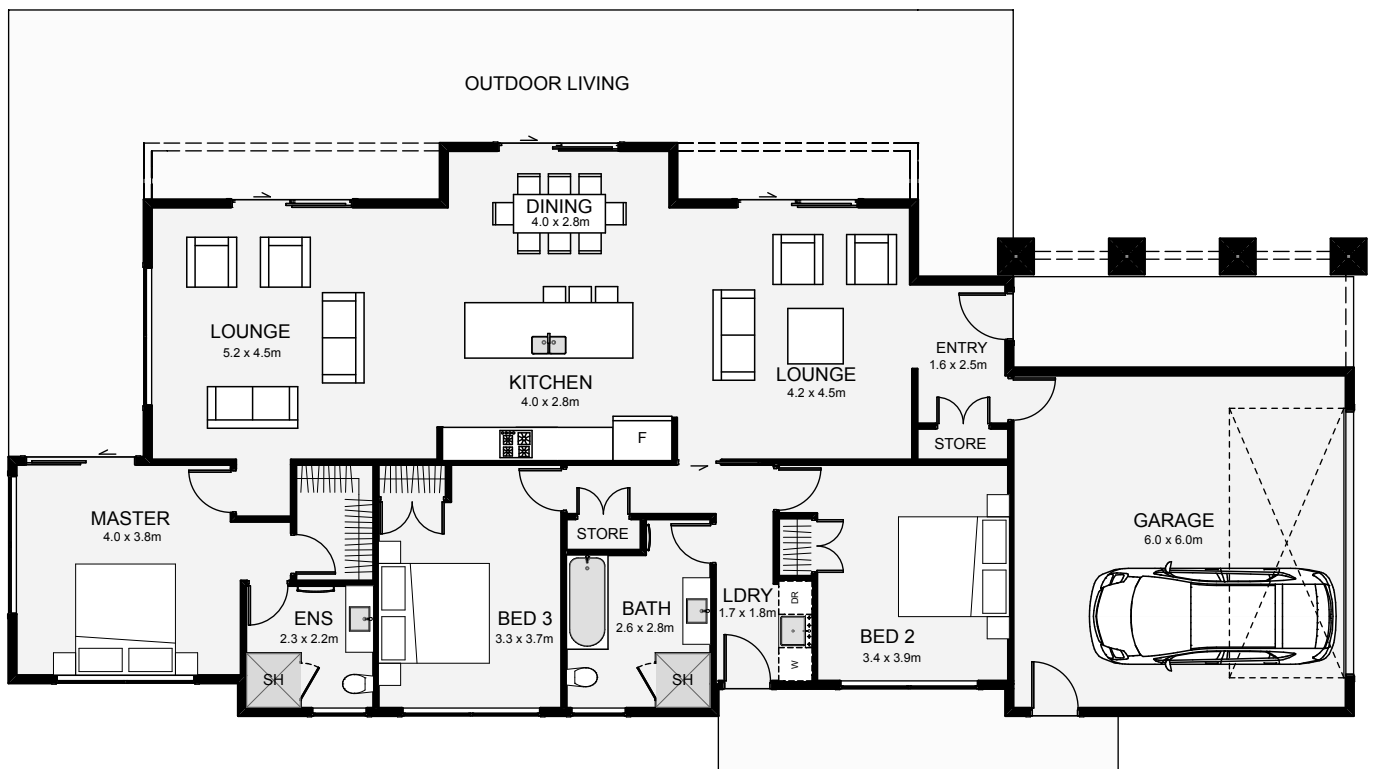 OUTDOOR LIVING
DINING
4.0 x 2.8m
LOUNGE
5.2 x 4.5m
KITCHEN
4.0 x 2.8m
LOUNGE
4.2 x 4.5m
ENTRY
1.6 x 2.5m
F
STORE
MASTER
4.0 x 3.8m
STORE
GARAGE
6.0 x 6.0m
ENS
2.3 x 2.2m
BED 3
3.3 x 3.7m
BATH
2.6 x 2.8m
LDRY
1.7 x 1.8m
DR
W
BED 2
3.4 x 3.9m
SH
SH